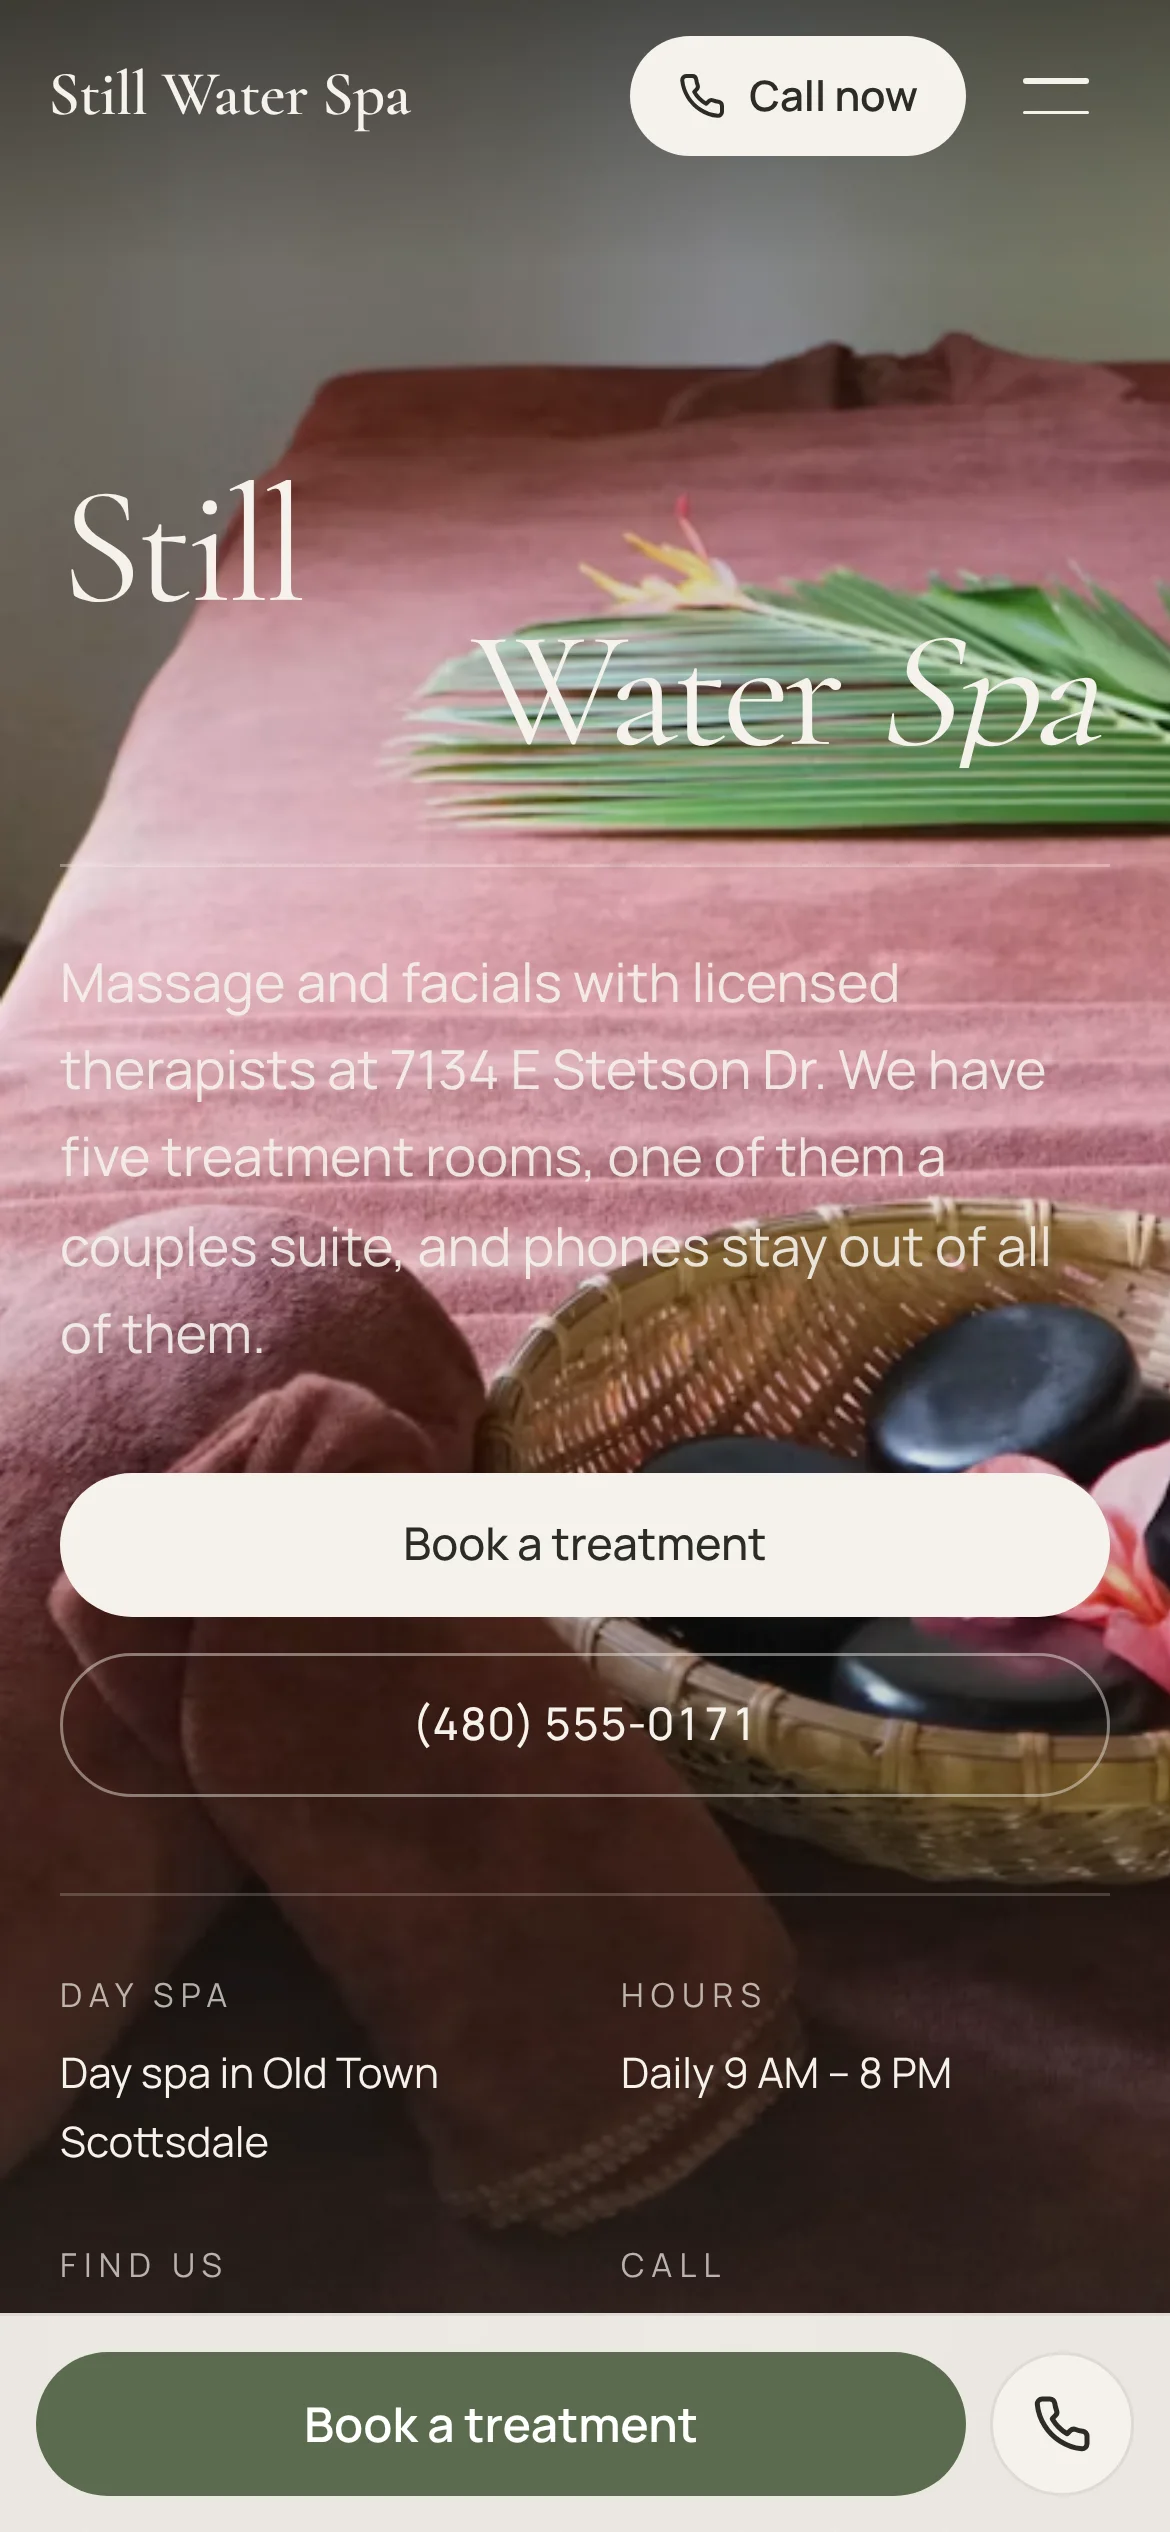 Still Water Spa
Call now
Still
Water Spa
Massage and facials with licensed
therapists at 7134 E Stetson Dr. We have
five treatment rooms, one of them a
couples suite, and phones stay out of all
of them.
Book a treatment
(480) 555-0171
DAY SPA
Day spa in Old Town
Scottsdale
HOURS
Daily 9 AM – 8 PM
FIND US
CALL
Book a treatment